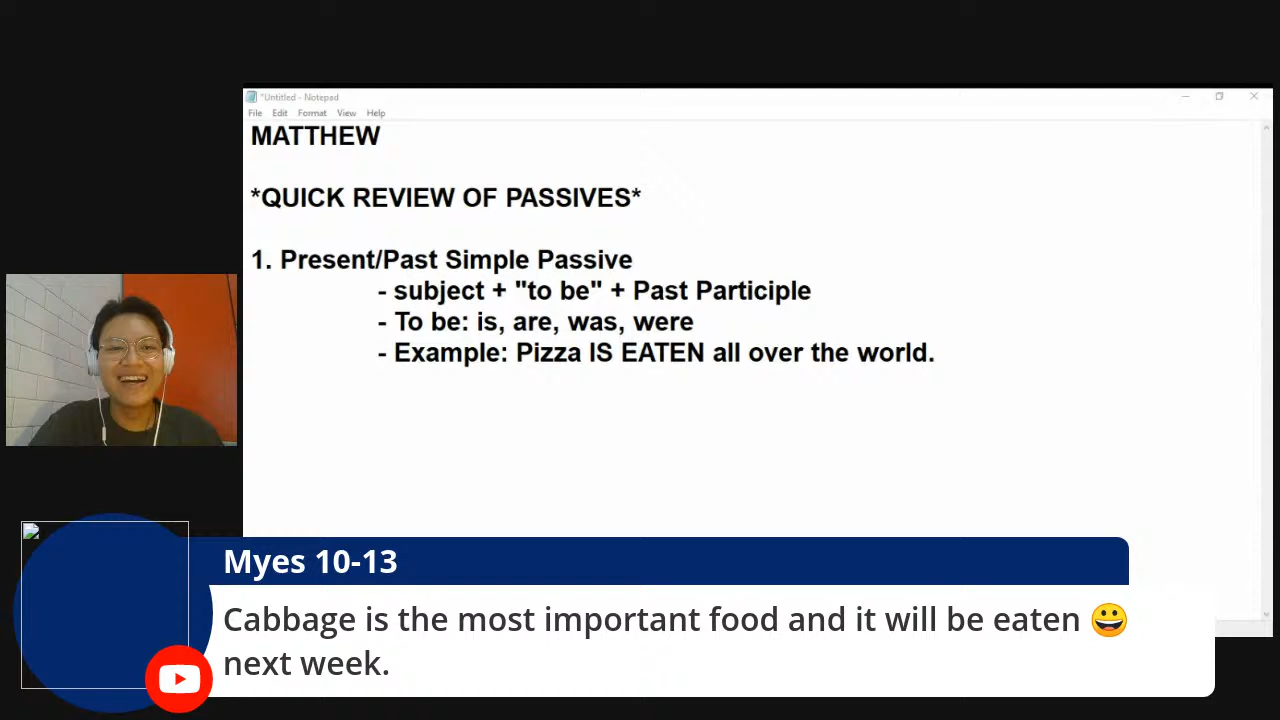 *Untitled - Notepad
File Edit Format View Help
MATTHEW
*QUICK REVIEW OF PASSIVES*
1. Present/Past Simple Passive
- subject + "to be" + Past Participle
- To be: is, are, was, were
- Example: Pizza IS EATEN all over the world.
Myes 10-13
Cabbage is the most important food and it will be eaten 😀
next week.